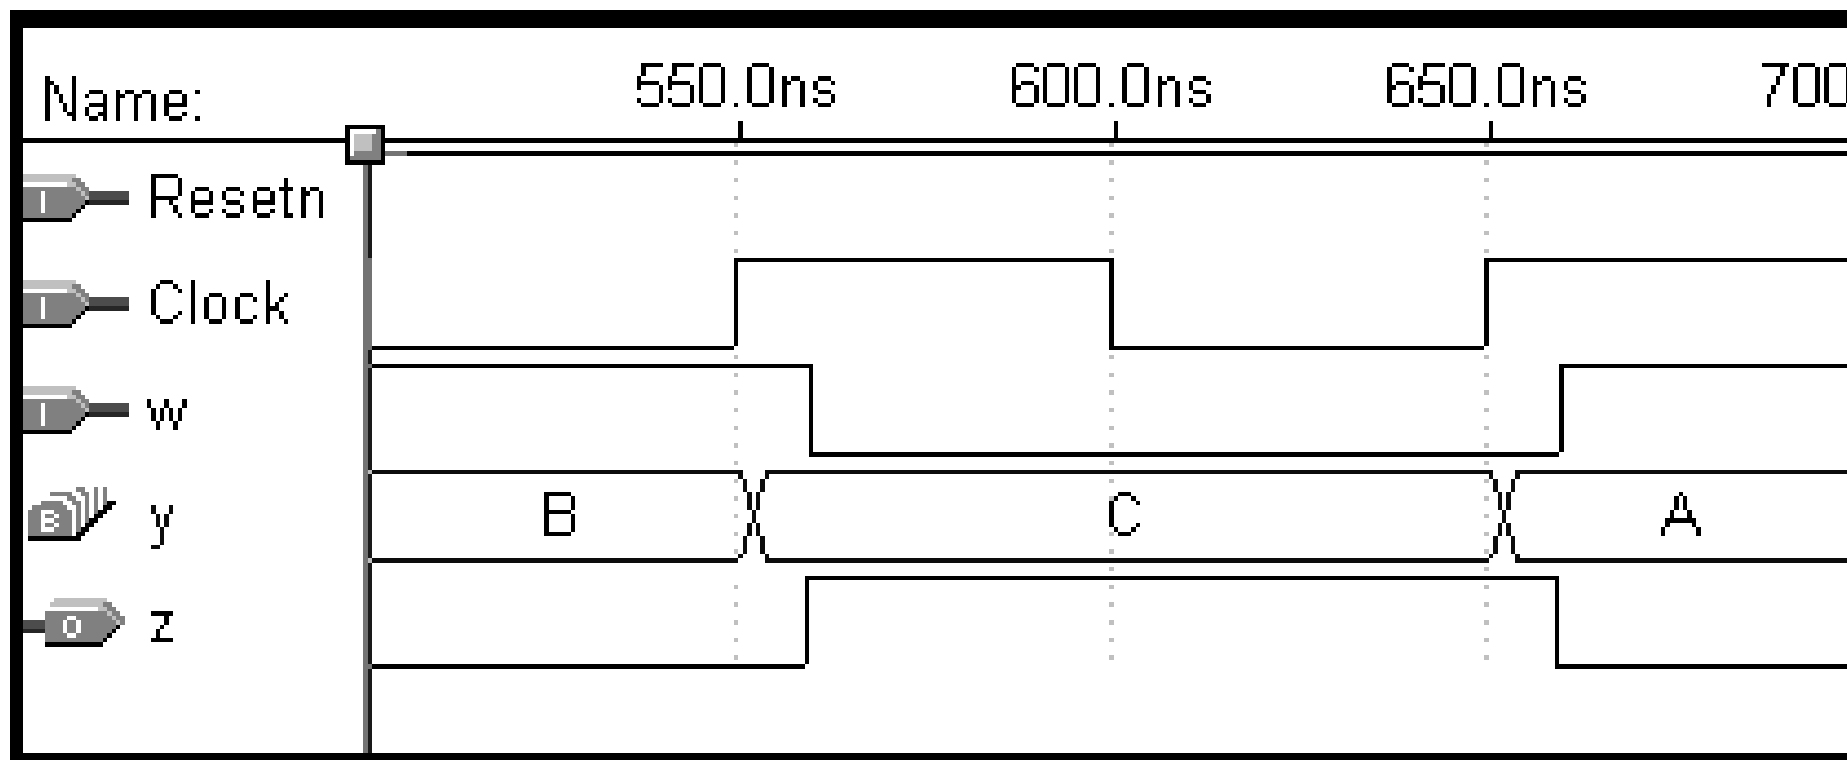 Name: 550.0ns 600.0ns 650.0ns 700
I Resetn
I Clock
I w
B y B C A
O z